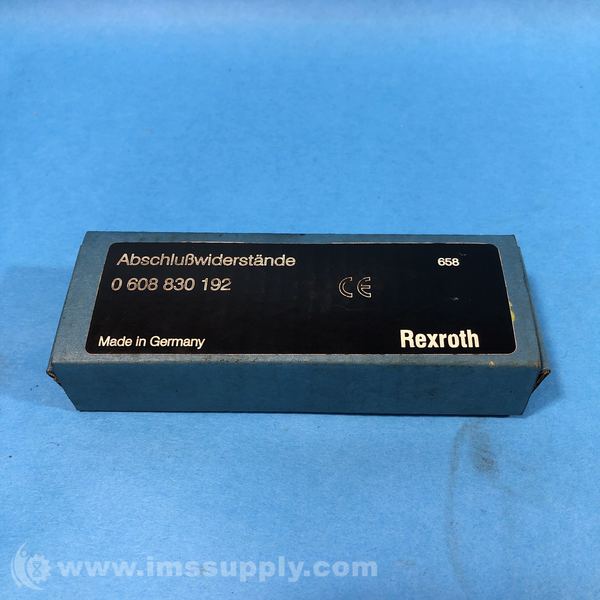 Abschlußwiderstände
658
0 608 830 192
CE
Made in Germany
Rexroth
www.imssupply.com